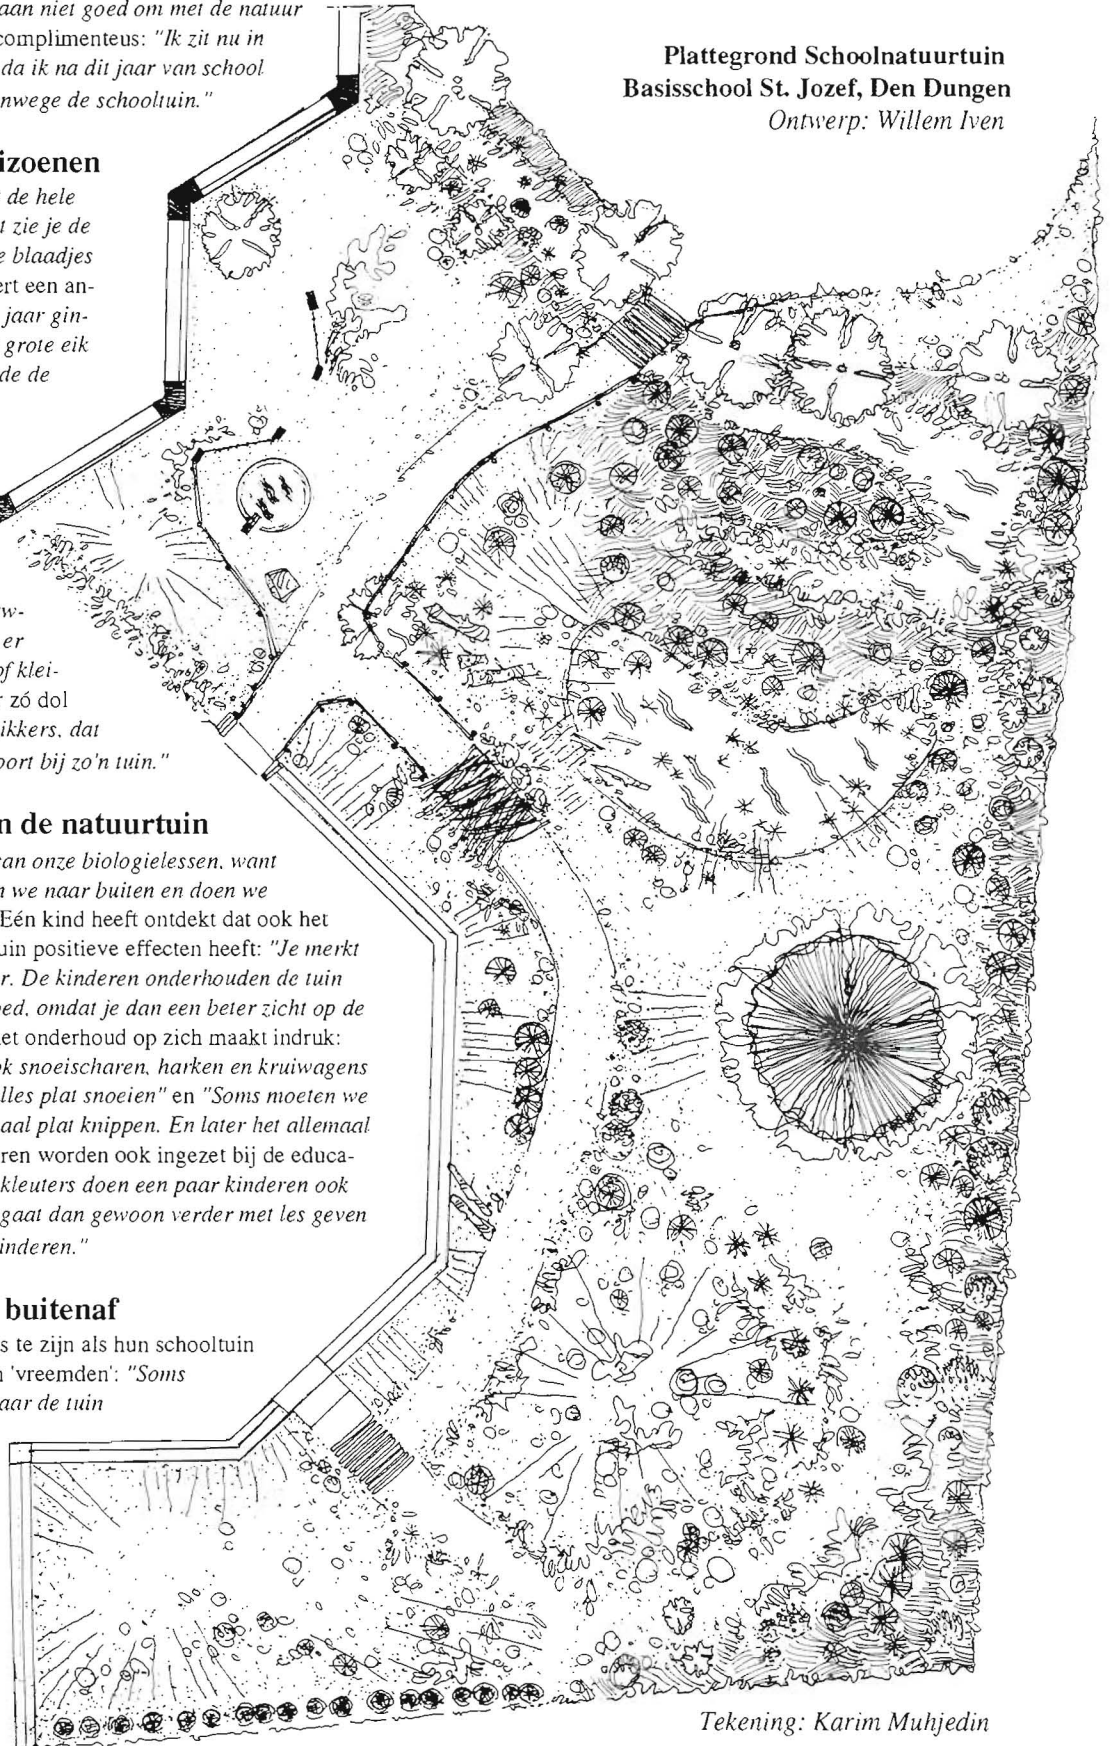 aan niet goed om met de natuur
complimenteus: "Ik zit nu in
da ik na dit jaar van school
nwege de schooltuin."
izoenen
de hele
t zie je de
e blaadjes
ert een an-
jaar gin-
grote eik
de de
w-
er
of klei-
r zó dol
ikkers, dat
oort bij zo'n tuin."
n de natuurtuin
van onze biologielessen, want
n we naar buiten en doen we
Eén kind heeft ontdekt dat ook het
uin positieve effecten heeft: "Je merkt
r. De kinderen onderhouden de tuin
oed, omdat je dan een beter zicht op de
et onderhoud op zich maakt indruk:
ok snoeischaren, harken en kruiwagens
lles plat snoeien" en "Soms moeten we
aal plat knippen. En later het allemaal
ren worden ook ingezet bij de educa-
kleuters doen een paar kinderen ook
gaat dan gewoon verder met les geven
inderen."
buitenaf
s te zijn als hun schooltuin
n 'vreemden': "Soms
aar de tuin
Plattegrond Schoolnatuurtuin
Basisschool St. Jozef, Den Dungen
Ontwerp: Willem Iven
Tekening: Karim Muhjedin